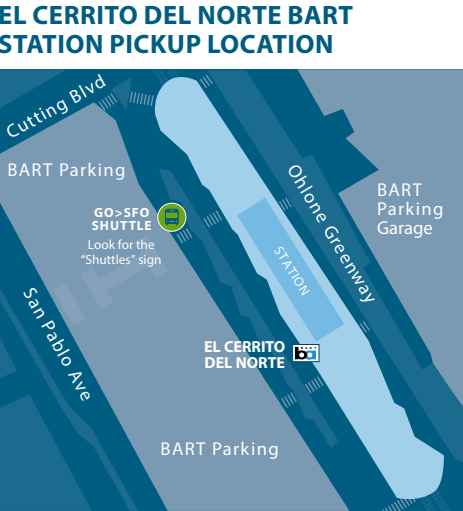 EL CERRITO DEL NORTE BART
STATION PICKUP LOCATION
Cutting Blvd
BART Parking
GO>SFO
SHUTTLE
Look for the
“Shuttles” sign
Ohlone Greenway
BART
Parking
Garage
STATION
San Pablo Ave
EL CERRITO
DEL NORTE
ba
BART Parking